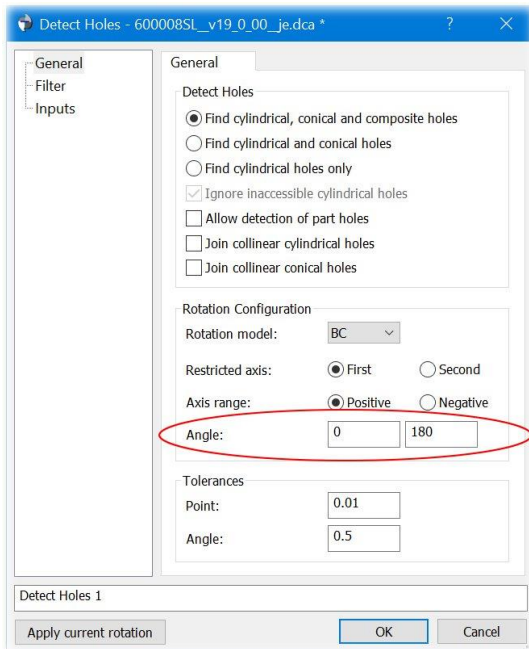 Detect Holes - 600008SL_v19_0_00_je.dca * ?
General
Filter
Inputs
General
Detect Holes
Find cylindrical, conical and composite holes
Find cylindrical and conical holes
Find cylindrical holes only
Ignore inaccessible cylindrical holes
Allow detection of part holes
Join collinear cylindrical holes
Join collinear conical holes
Rotation Configuration
Rotation model: BC
Restricted axis: First Second
Axis range: Positive Negative
Angle: 0 180
Tolerances
Point: 0.01
Angle: 0.5
Detect Holes 1
Apply current rotation OK Cancel